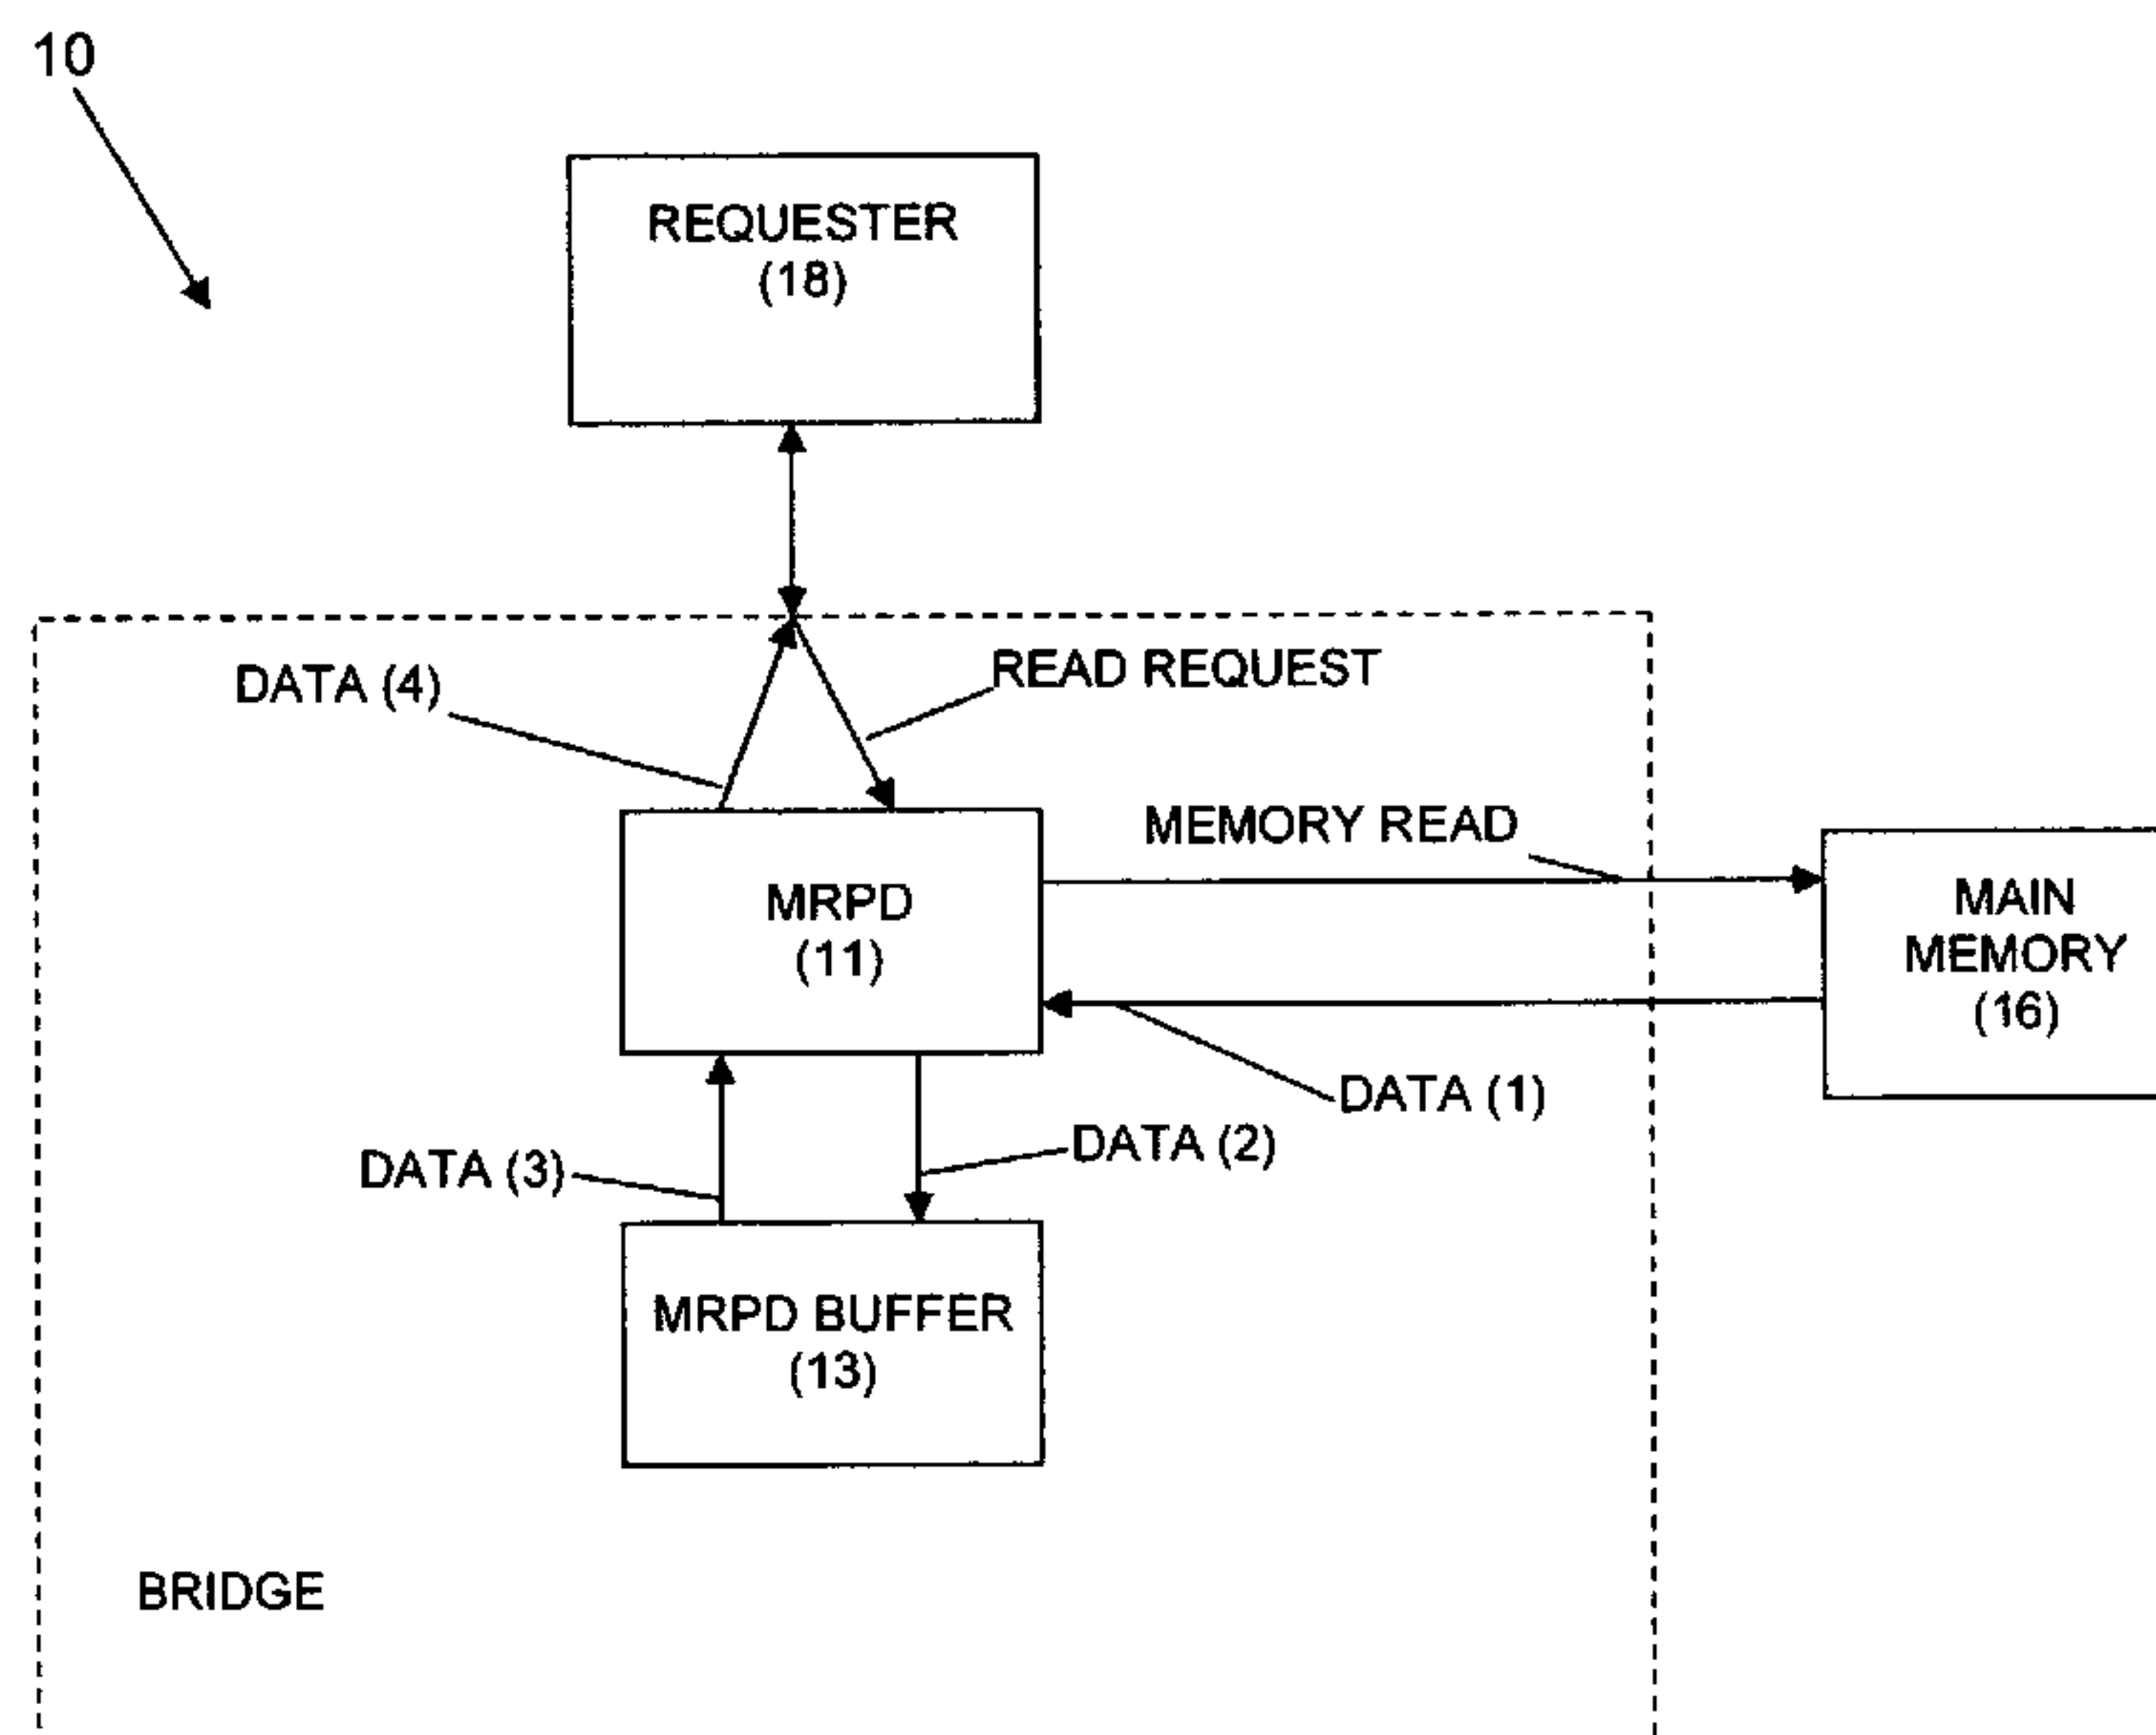 10
REQUESTER
(18)
DATA (4)
READ REQUEST
MEMORY READ
MRPD
(11)
MAIN
MEMORY
(16)
DATA (1)
DATA (2)
DATA (3)
MRPD BUFFER
(13)
BRIDGE